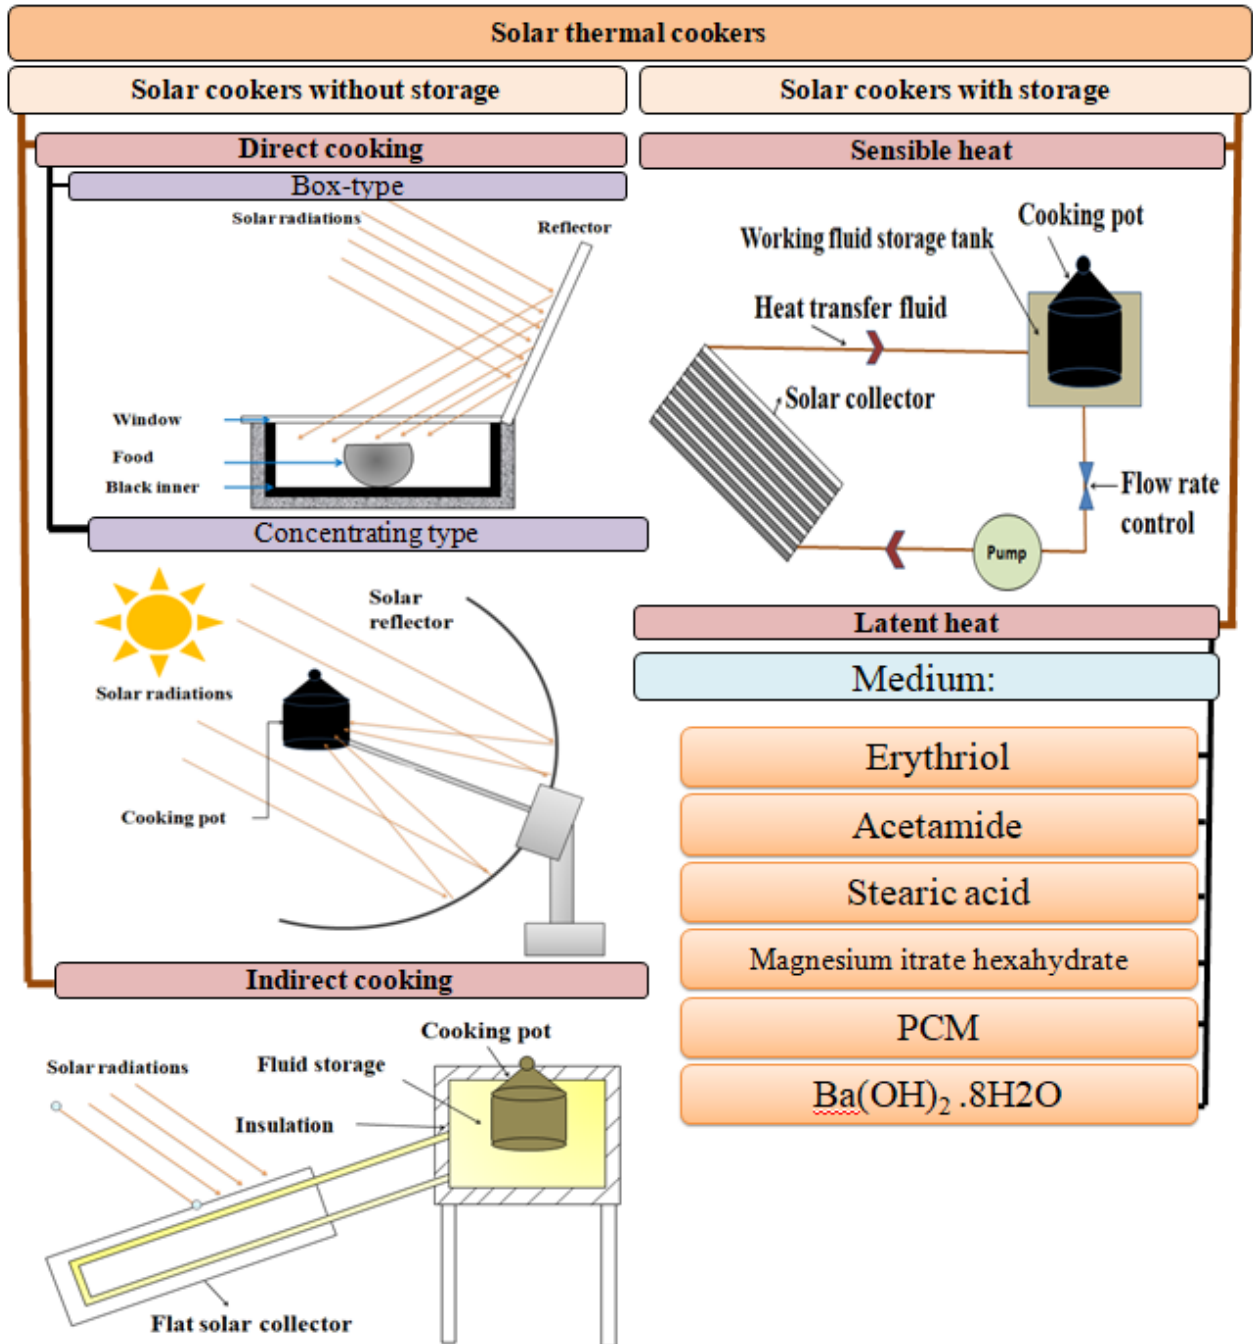 Solar thermal cookers
Solar cookers without storage
Direct cooking
Box-type
Solar radiations
Reflector
Window
Food
Black inner
Concentrating type
Solar
reflector
Solar radiations
Cooking pot
Indirect cooking
Cooking pot
Fluid storage
Solar radiations
Insulation
Flat solar collector
Solar cookers with storage
Sensible heat
Cooking pot
Working fluid storage tank
Heat transfer fluid
Solar collector
Flow rate
control
Pump
Latent heat
Medium:
Erythriol
Acetamide
Stearic acid
Magnesium itrate hexahydrate
PCM
Ba(OH)₂ .8H2O